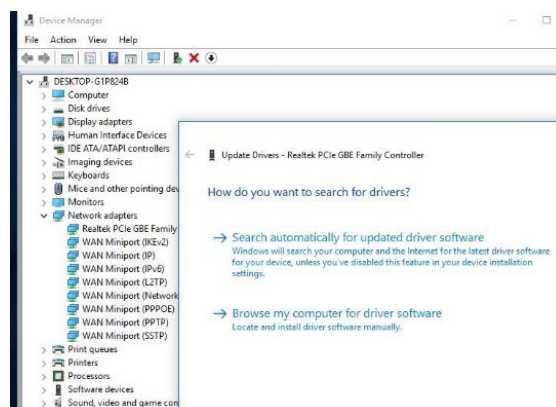 Device Manager
File Action View Help
DESKTOP-G1P824B
Computer
Disk drives
Display adapters
Human Interface Devices
IDE ATA/ATAPI controllers
Imaging devices
Keyboards
Mice and other pointing dev
Monitors
Network adapters
Realtek PCIe GBE Family
WAN Miniport (IKEv2)
WAN Miniport (IP)
WAN Miniport (IPv6)
WAN Miniport (L2TP)
WAN Miniport (Network
WAN Miniport (PPPOE)
WAN Miniport (PPTP)
WAN Miniport (SSTP)
Print queues
Printers
Processors
Software devices
Sound, video and game con
Update Drivers - Realtek PCIe GBE Family Controller
How do you want to search for drivers?
Search automatically for updated driver software
Windows will search your computer and the Internet for the latest driver software
for your device, unless you've disabled this feature in your device installation
settings.
Browse my computer for driver software
Locate and install driver software manually.